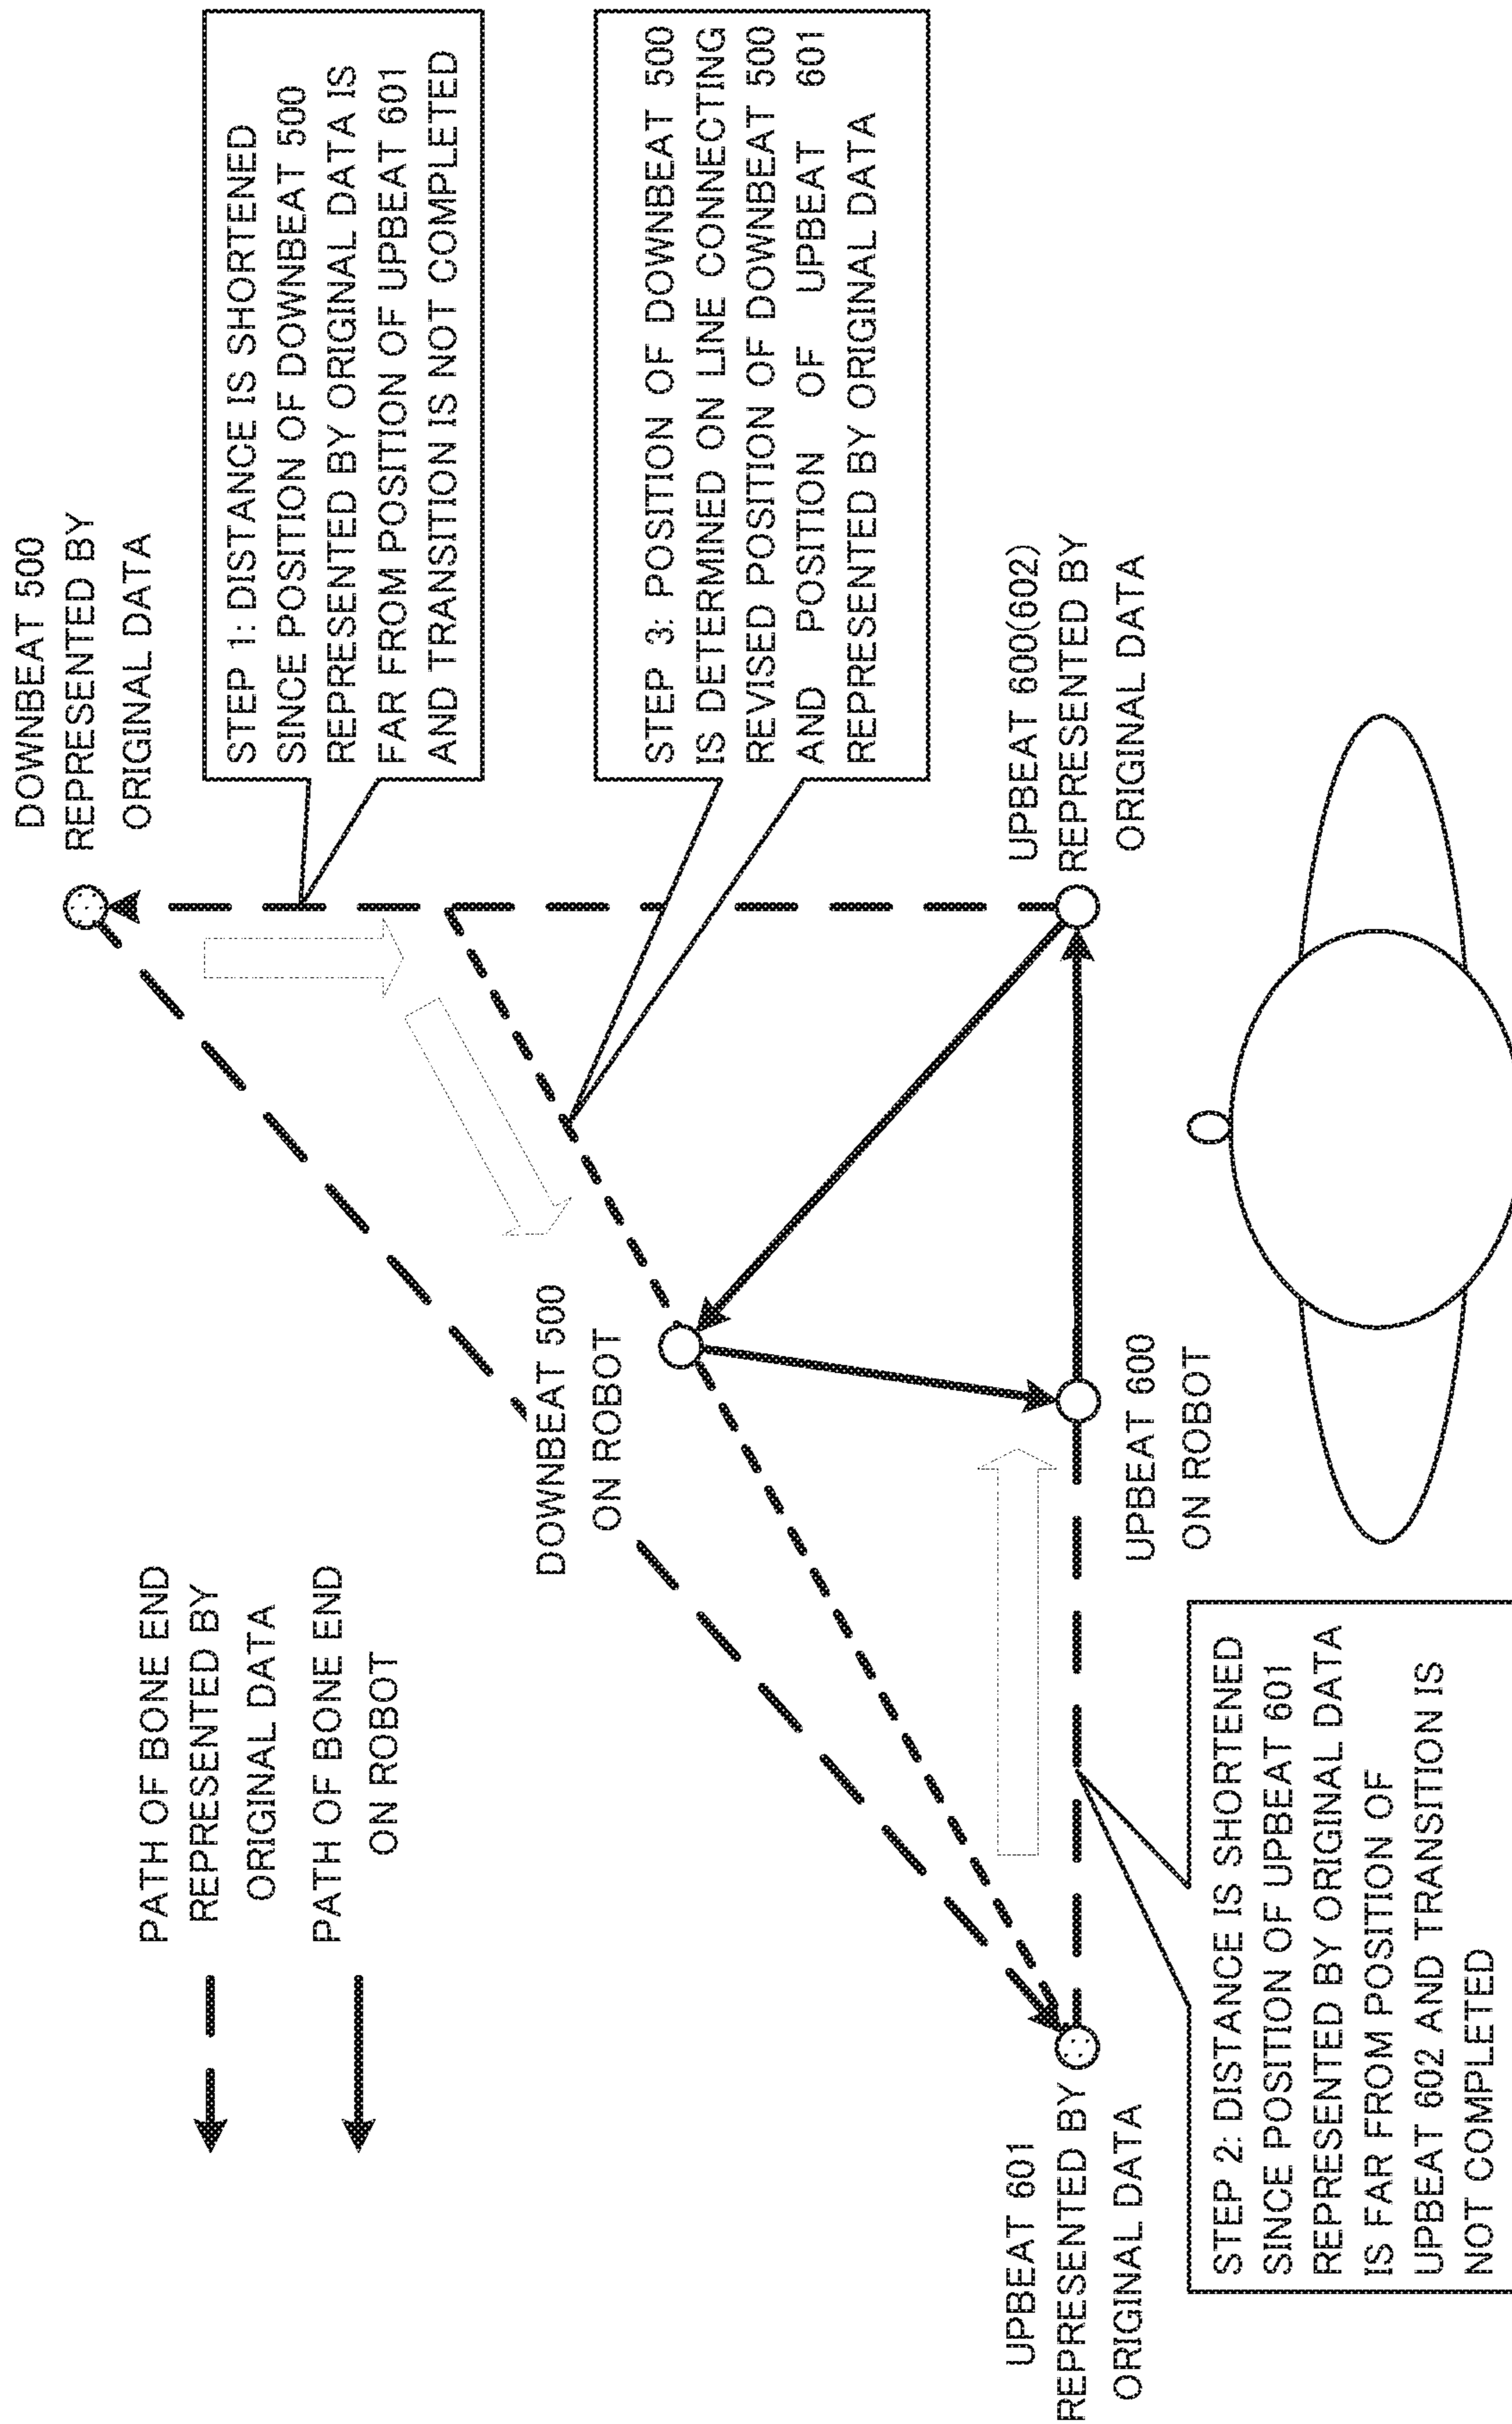 DOWNBEAT 500
REPRESENTED BY
ORIGINAL DATA
STEP 1: DISTANCE IS SHORTENED
SINCE POSITION OF DOWNBEAT 500
REPRESENTED BY ORIGINAL DATA IS
FAR FROM POSITION OF UPBEAT 601
AND TRANSITION IS NOT COMPLETED
PATH OF BONE END
REPRESENTED BY
ORIGINAL DATA
PATH OF BONE END
ON ROBOT
STEP 3: POSITION OF DOWNBEAT 500
IS DETERMINED ON LINE CONNECTING
REVISED POSITION OF DOWNBEAT 500
AND POSITION OF UPBEAT 601
REPRESENTED BY ORIGINAL DATA
DOWNBEAT 500
ON ROBOT
UPBEAT 601
REPRESENTED BY
ORIGINAL DATA
UPBEAT 600(602)
REPRESENTED BY
ORIGINAL DATA
UPBEAT 600
ON ROBOT
STEP 2: DISTANCE IS SHORTENED
SINCE POSITION OF UPBEAT 601
REPRESENTED BY ORIGINAL DATA
IS FAR FROM POSITION OF
UPBEAT 602 AND TRANSITION IS
NOT COMPLETED